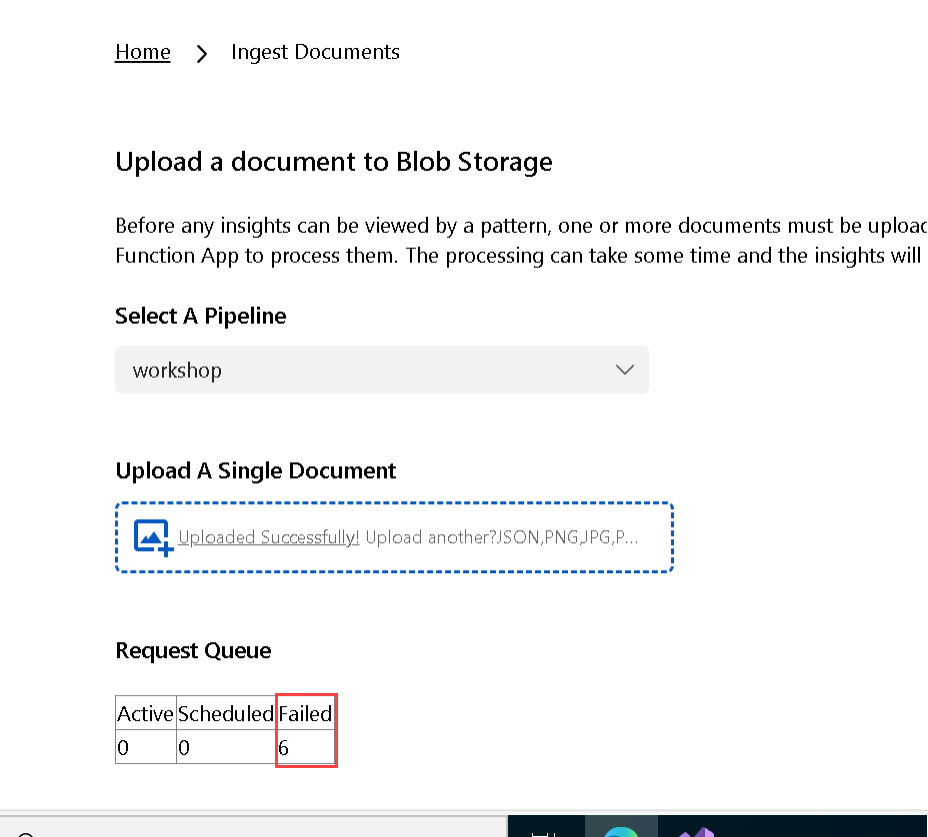 Home > Ingest Documents
Upload a document to Blob Storage
Before any insights can be viewed by a pattern, one or more documents must be uploac
Function App to process them. The processing can take some time and the insights will
Select A Pipeline
workshop
Upload A Single Document
Uploaded Successfully! Upload another?JSON,PNG,JPG,P...
Request Queue
Active Scheduled Failed
0 0 6